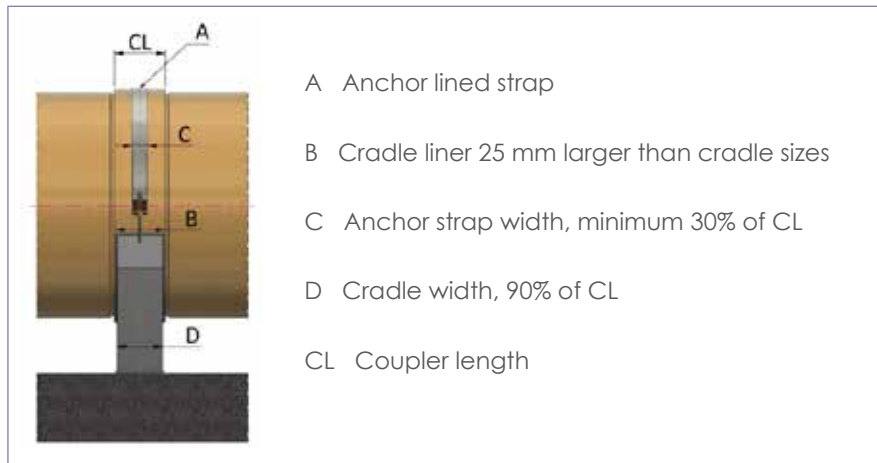 CL
A
C
B
D
A Anchor lined strap
B Cradle liner 25 mm larger than cradle sizes
C Anchor strap width, minimum 30% of CL
D Cradle width, 90% of CL
CL Coupler length